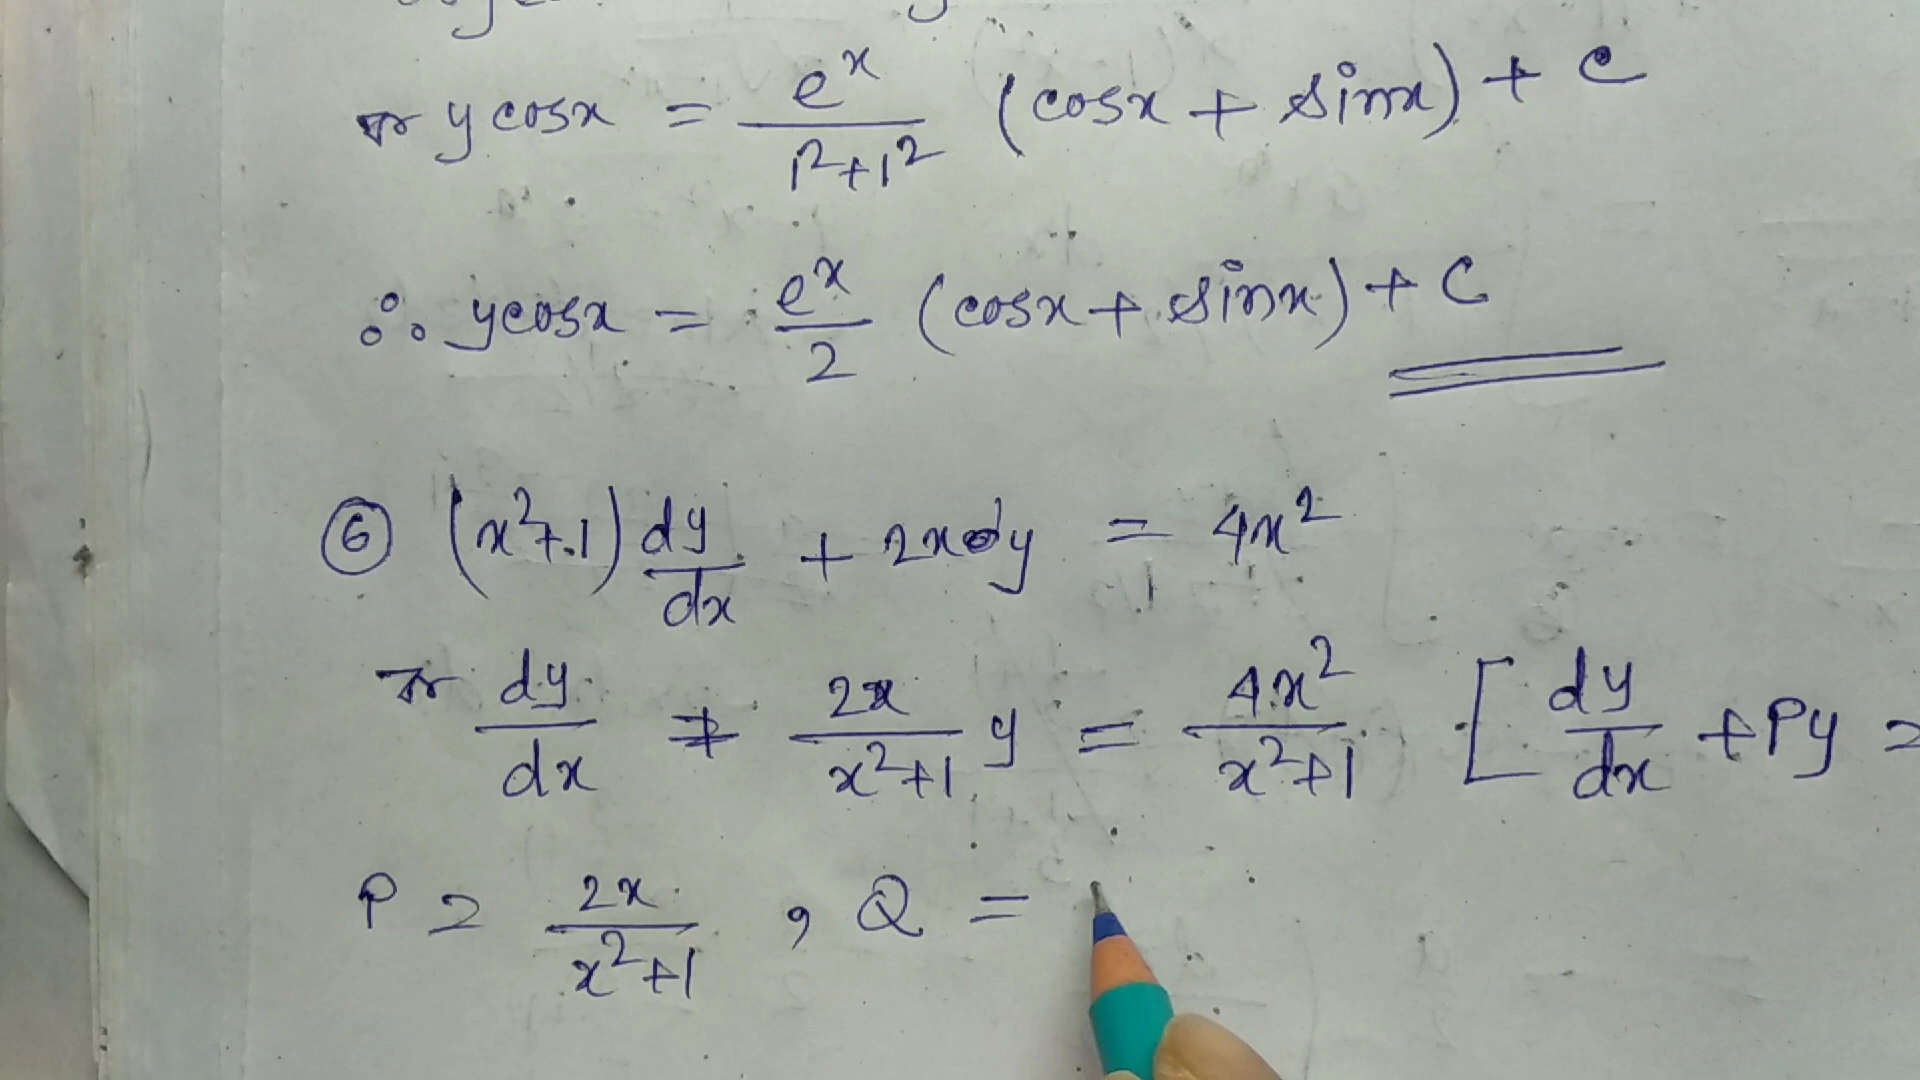 বা y cosx = e^x / 1²+1² (cosx + sinx) + c
∴ ycosx = e^x / 2 (cosx + sinx) + C
⑥ (x²+1) dy/dx + 2xy = 4x²
বা dy/dx + 2x / x²+1 y = 4x² / x²+1 [ dy/dx + Py =
P = 2x / x²+1 , Q =